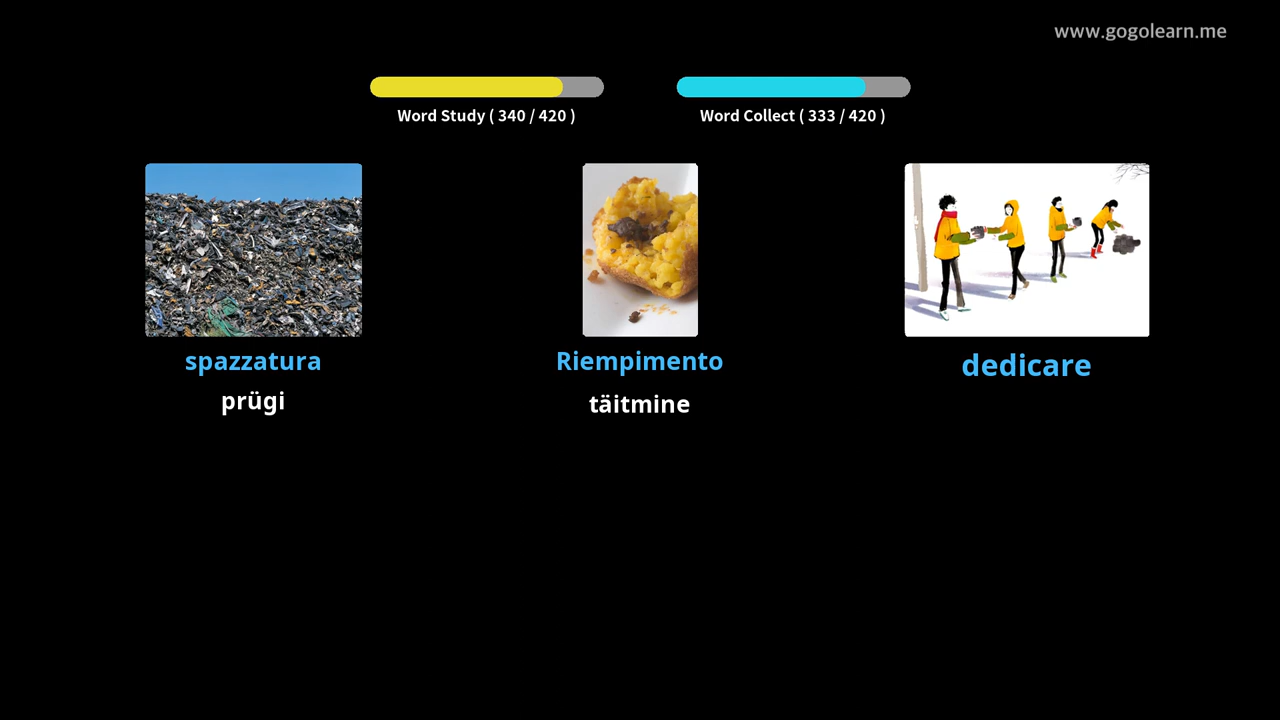 www.gogolearn.me
Word Study ( 340 / 420 )
Word Collect ( 333 / 420 )
spazzatura
prügi
Riempimento
täitmine
dedicare